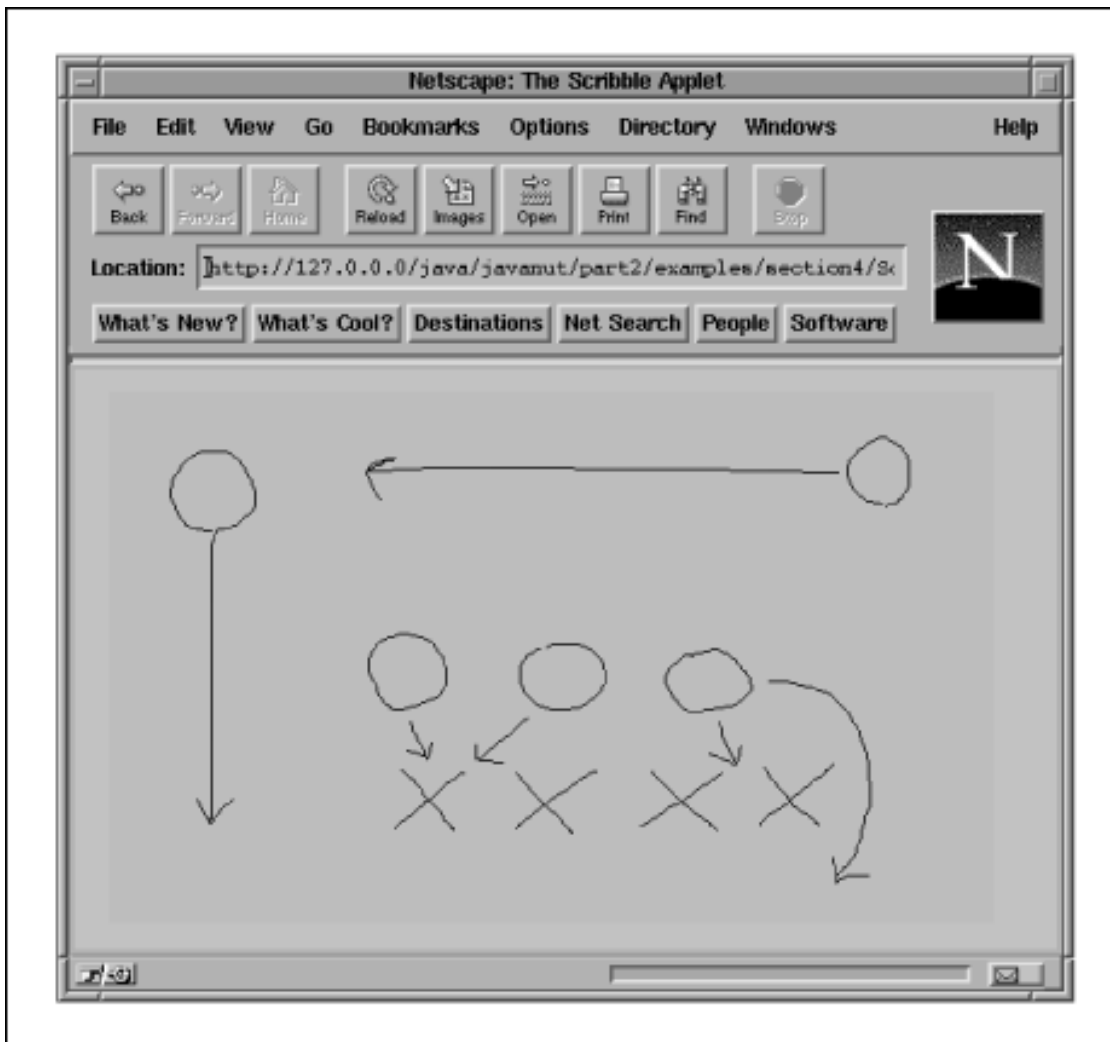 Netscape: The Scribble Applet
File Edit View Go Bookmarks Options Directory Windows Help
Back Forward Home Reload Images Open Print Find Stop
N
Location: http://127.0.0.0/java/javanut/part2/examples/section4/Sc
What's New? What's Cool? Destinations Net Search People Software